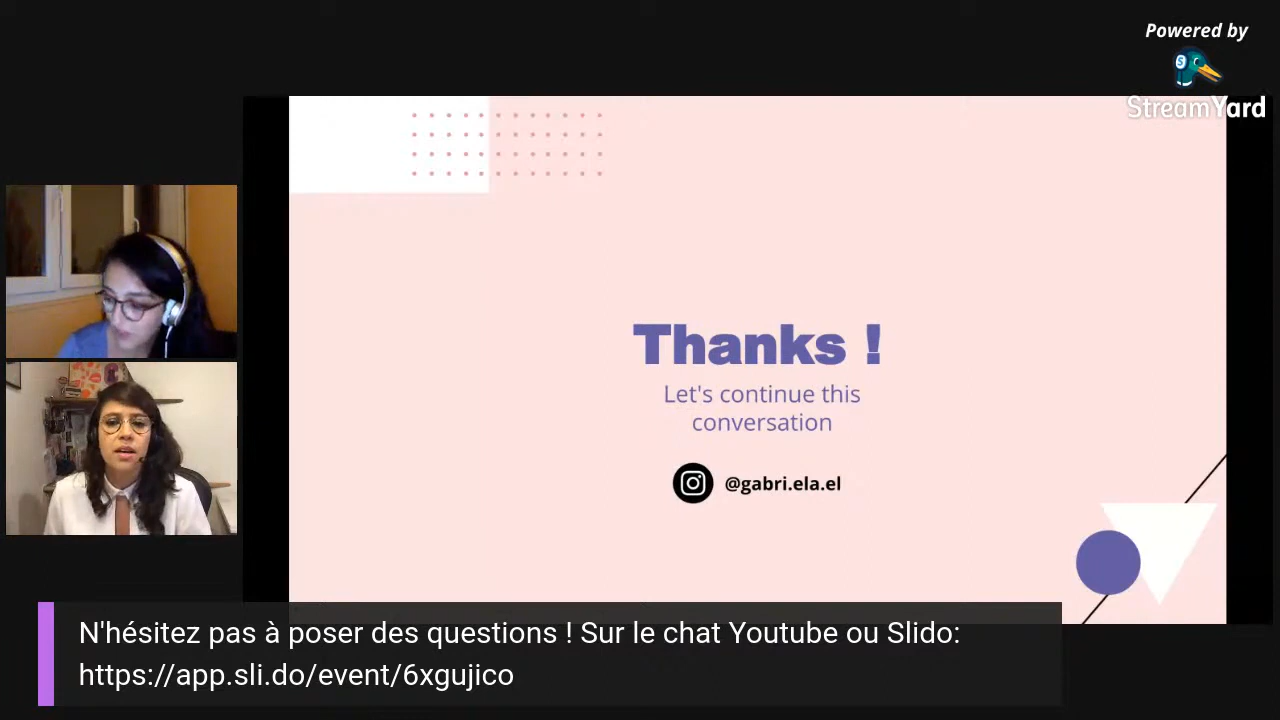 Powered by
StreamYard
Thanks !
Let's continue this
conversation
@gabri.ela.el
N'hésitez pas à poser des questions ! Sur le chat Youtube ou Slido:
https://app.sli.do/event/6xgujico